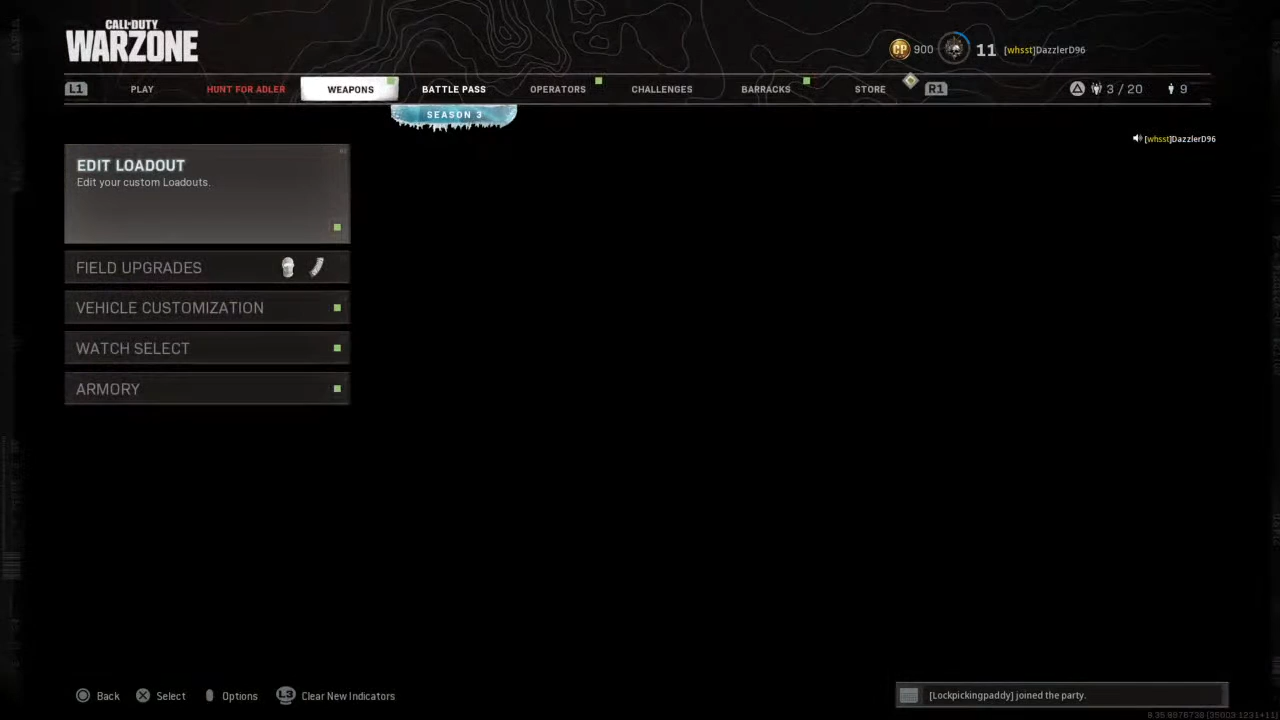 CALL OF DUTY
WARZONE
CP 900 11 [whsst]DazzlerD96
L1 PLAY HUNT FOR ADLER WEAPONS BATTLE PASS OPERATORS CHALLENGES BARRACKS STORE R1 3 / 20 9
SEASON 3
[whsst]DazzlerD96
EDIT LOADOUT
Edit your custom Loadouts.
FIELD UPGRADES
VEHICLE CUSTOMIZATION
WATCH SELECT
ARMORY
Back Select Options L3 Clear New Indicators
[Lockpickingpaddy] joined the party.